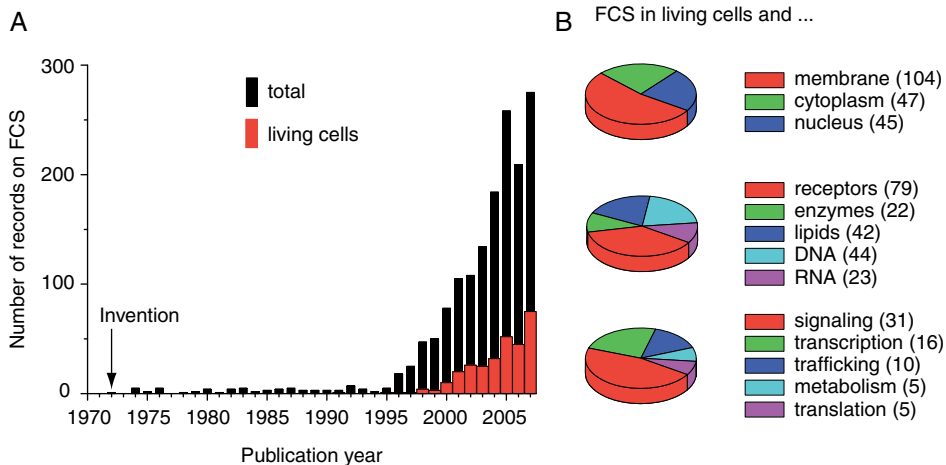 A
B
FCS in living cells and ...
Number of records on FCS
300
200
100
0
total
living cells
Invention
1970 1975 1980 1985 1990 1995 2000 2005
Publication year
membrane (104)
cytoplasm (47)
nucleus (45)
receptors (79)
enzymes (22)
lipids (42)
DNA (44)
RNA (23)
signaling (31)
transcription (16)
trafficking (10)
metabolism (5)
translation (5)